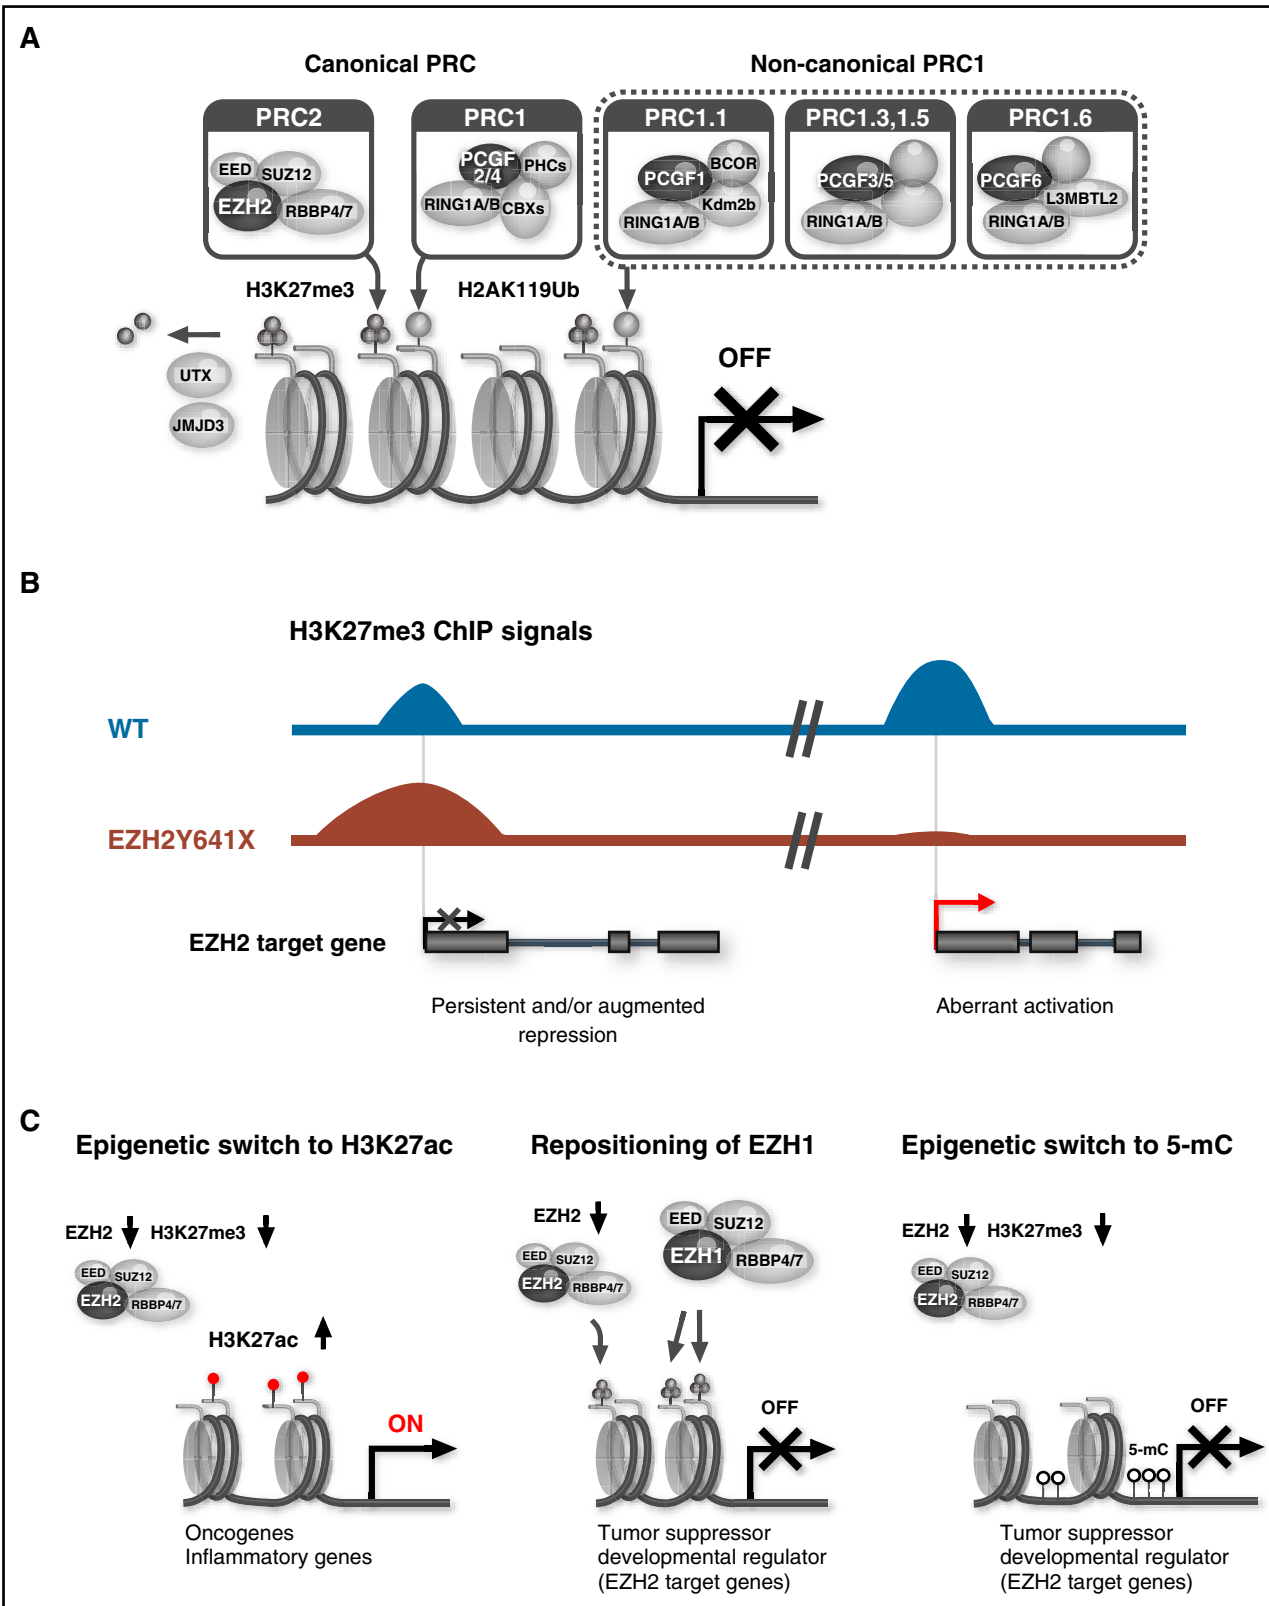 A
Canonical PRC
Non-canonical PRC1
PRC2
PRC1
PRC1.1
PRC1.3,1.5
PRC1.6
EED
SUZ12
EZH2
RBBP4/7
PCGF
2/4
PHCs
RING1A/B
CBXs
PCGF1
BCOR
Kdm2b
RING1A/B
PCGF3/5
RING1A/B
PCGF6
L3MBTL2
RING1A/B
H3K27me3
H2AK119Ub
UTX
JMJD3
OFF
B
H3K27me3 ChIP signals
WT
EZH2Y641X
EZH2 target gene
Persistent and/or augmented
repression
Aberrant activation
C
Epigenetic switch to H3K27ac
Repositioning of EZH1
Epigenetic switch to 5-mC
EZH2
H3K27me3
EED
SUZ12
EZH2
RBBP4/7
H3K27ac
ON
Oncogenes
Inflammatory genes
EZH2
EED
SUZ12
EZH2
RBBP4/7
EED
SUZ12
EZH1
RBBP4/7
OFF
Tumor suppressor
developmental regulator
(EZH2 target genes)
EZH2
H3K27me3
EED
SUZ12
EZH2
RBBP4/7
5-mC
OFF
Tumor suppressor
developmental regulator
(EZH2 target genes)